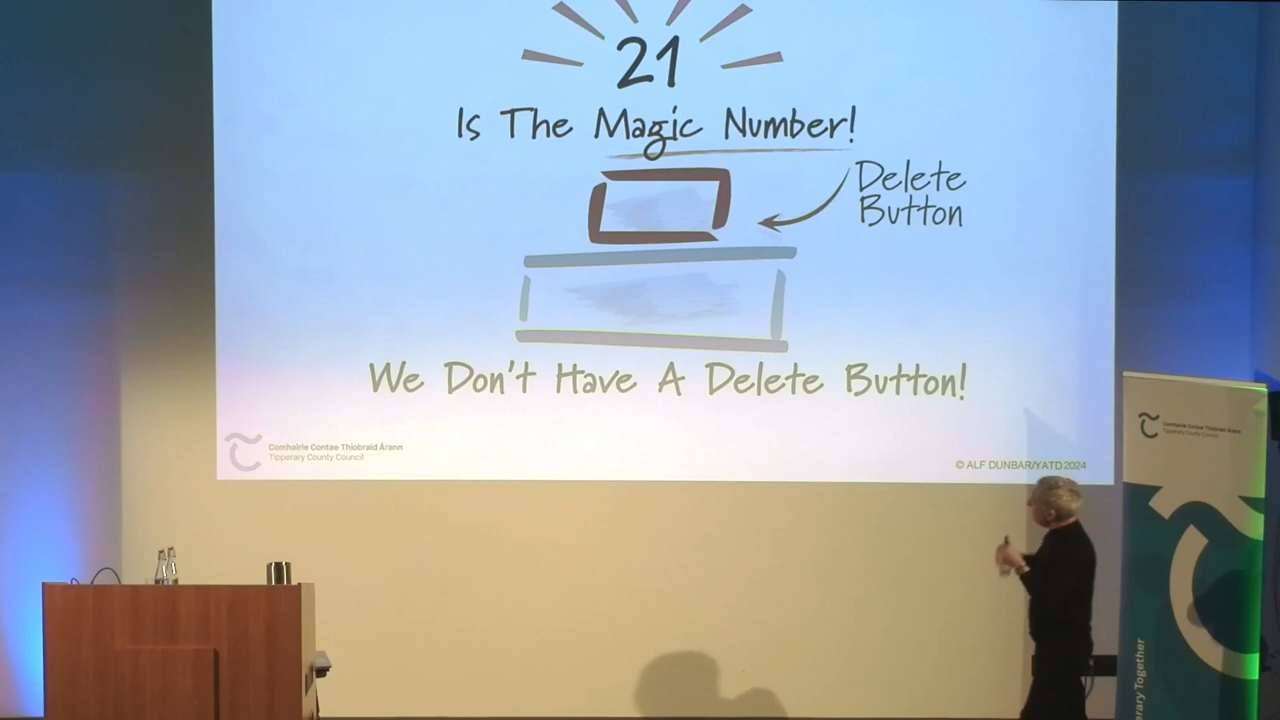 21
Is The Magic Number!
Delete
Button
We Don't Have A Delete Button!
Comhairle Contae Thiobraid Árann
Tipperary County Council
© ALF DUNBAR/YATD 2024
Comhairle Contae Thiobraid Árann
Tipperary County Council
erary Together